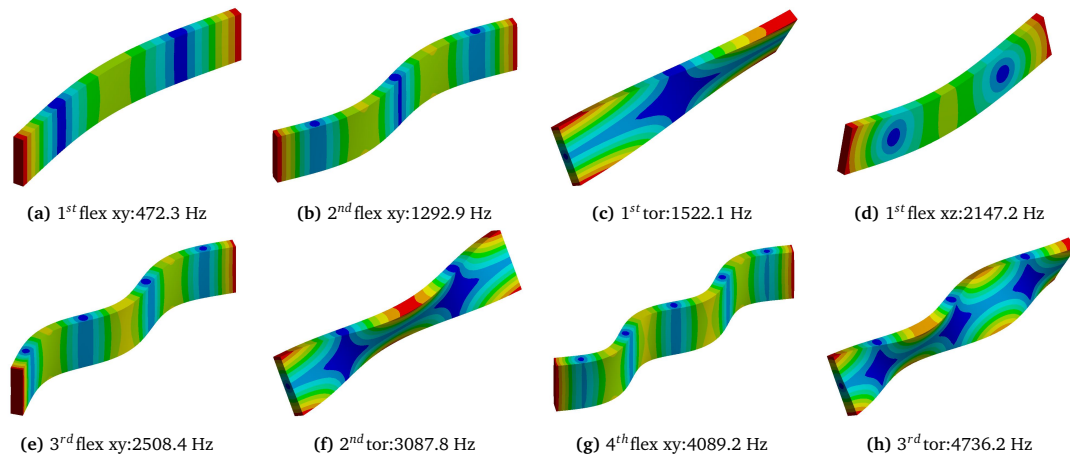 (a) 1st flex xy:472.3 Hz
(b) 2nd flex xy:1292.9 Hz
(c) 1st tor:1522.1 Hz
(d) 1st flex xz:2147.2 Hz
(e) 3rd flex xy:2508.4 Hz
(f) 2nd tor:3087.8 Hz
(g) 4th flex xy:4089.2 Hz
(h) 3rd tor:4736.2 Hz